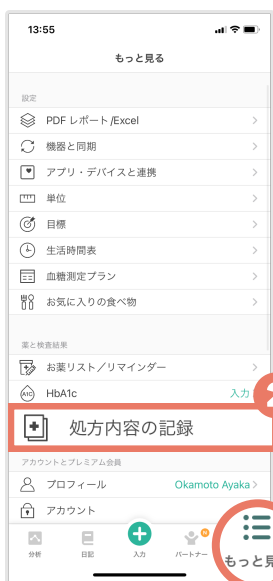 13:55
もっと見る
設定
PDF レポート/Excel
機器と同期
アプリ・デバイスと連携
単位
目標
生活時間表
血糖測定プラン
お気に入りの食べ物
薬と検査結果
お薬リスト／リマインダー
A1C HbA1c 入力
処方内容の記録
アカウントとプレミアム会員
プロフィール Okamoto Ayaka
アカウント
分析 日記 入力 パートナー もっと見